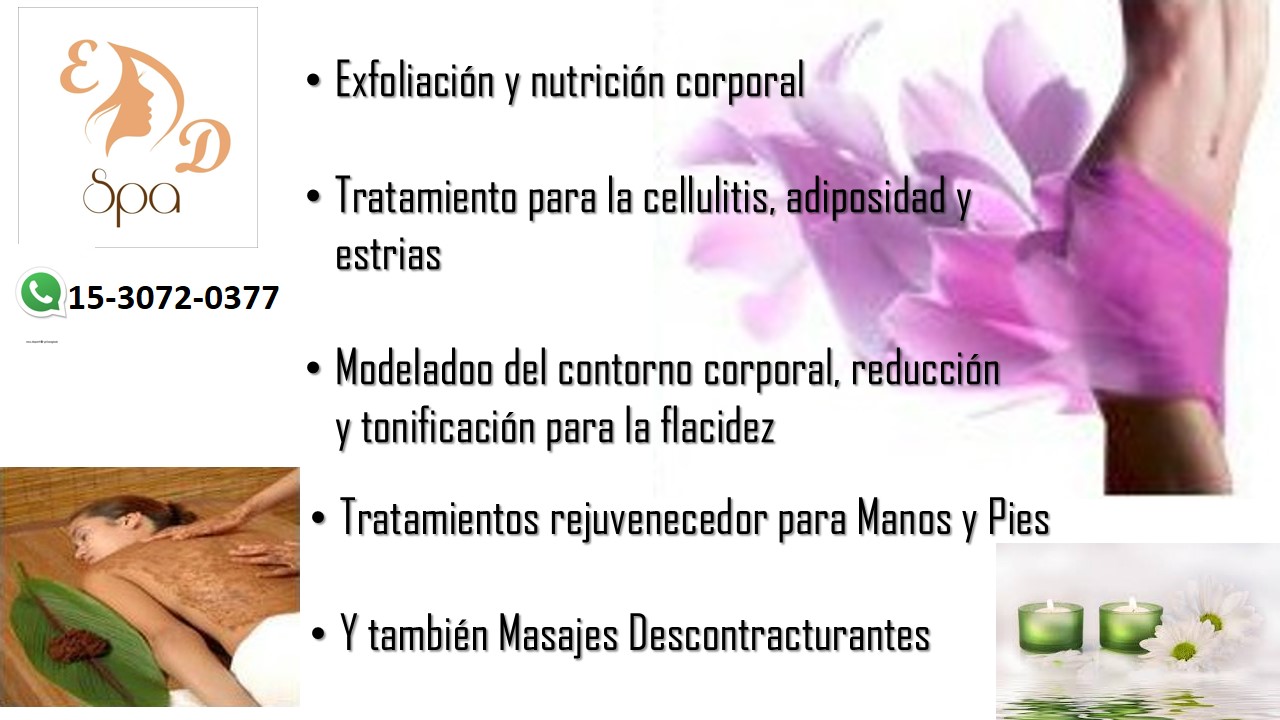 E D
Spa
15-3072-0377
• Exfoliación y nutrición corporal
• Tratamiento para la cellulitis, adiposidad y
estrias
• Modeladoo del contorno corporal, reducción
y tonificación para la flacidez
• Tratamientos rejuvenecedor para Manos y Pies
• Y también Masajes Descontracturantes